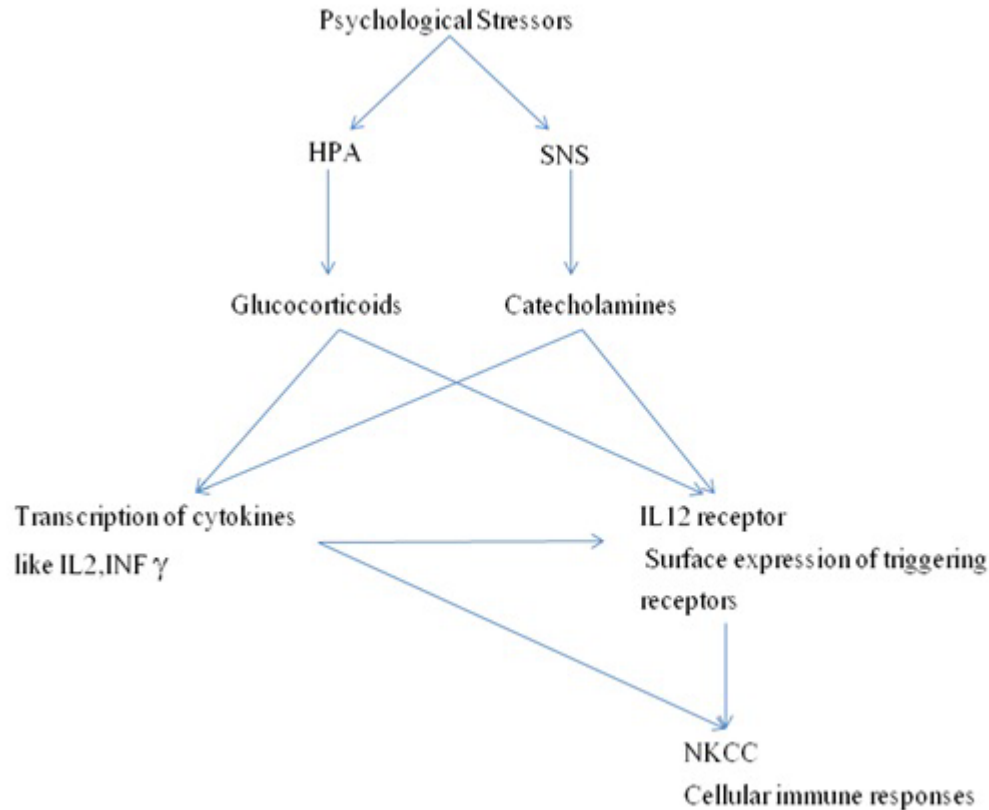 Psychological Stressors
HPA
SNS
Glucocorticoids
Catecholamines
Transcription of cytokines
like IL2,INF γ
IL12 receptor
Surface expression of triggering
receptors
NKCC
Cellular immune responses